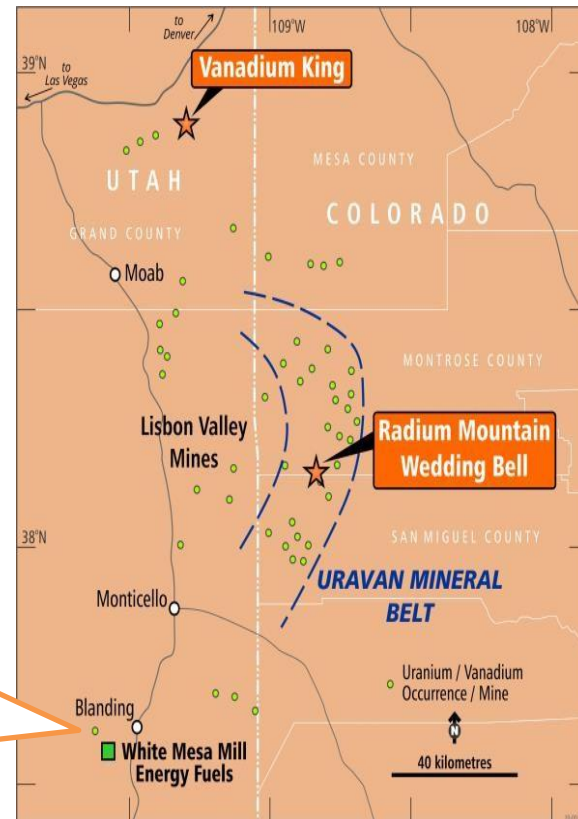 to
Denver
109°W
108°W
39°N
to
Las Vegas
Vanadium King
MESA COUNTY
UTAH
COLORADO
GRAND COUNTY
Moab
MONTROSE COUNTY
Lisbon Valley
Mines
Radium Mountain
Wedding Bell
38°N
SAN MIGUEL COUNTY
URAVAN MINERAL
BELT
Monticello
Uranium / Vanadium
Occurrence / Mine
N
Blanding
White Mesa Mill
Energy Fuels
40 kilometres